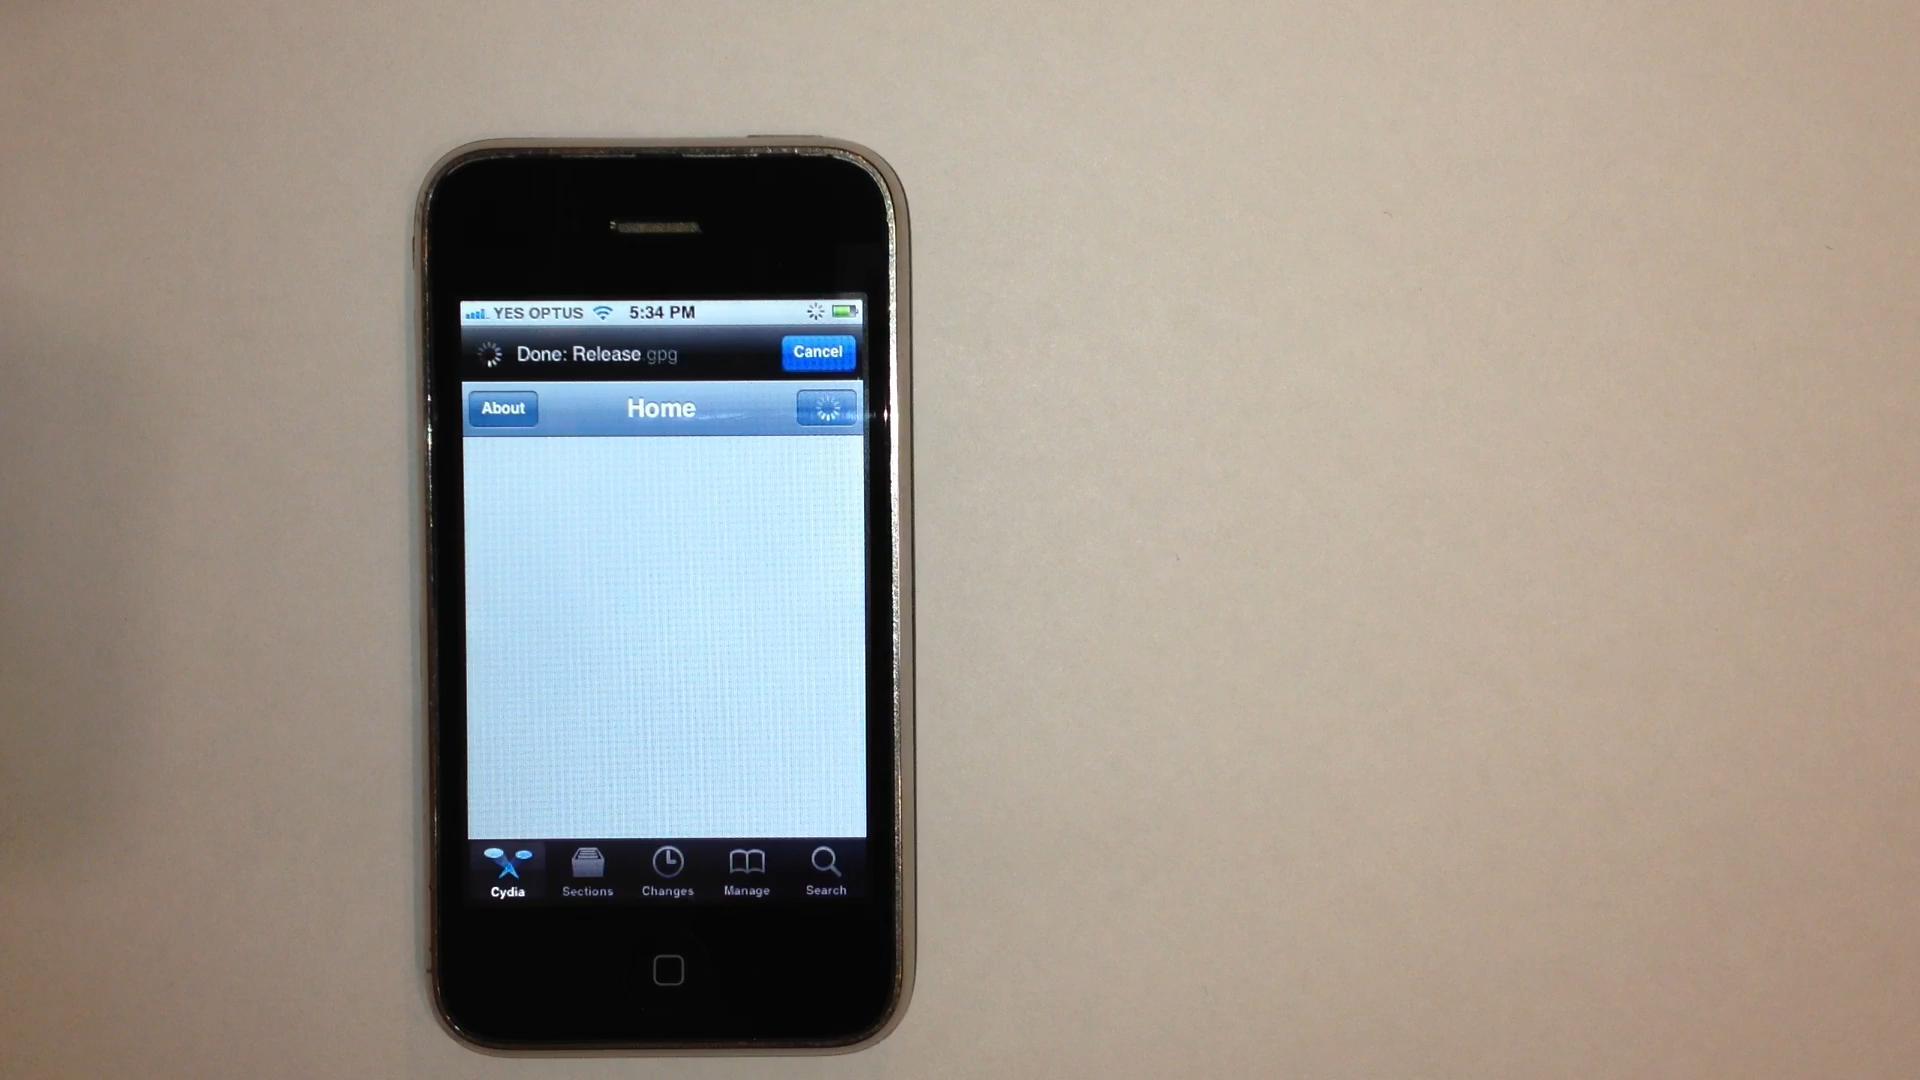 YES OPTUS 5:34 PM
Done: Release.gpg Cancel
About Home
Cydia Sections Changes Manage Search